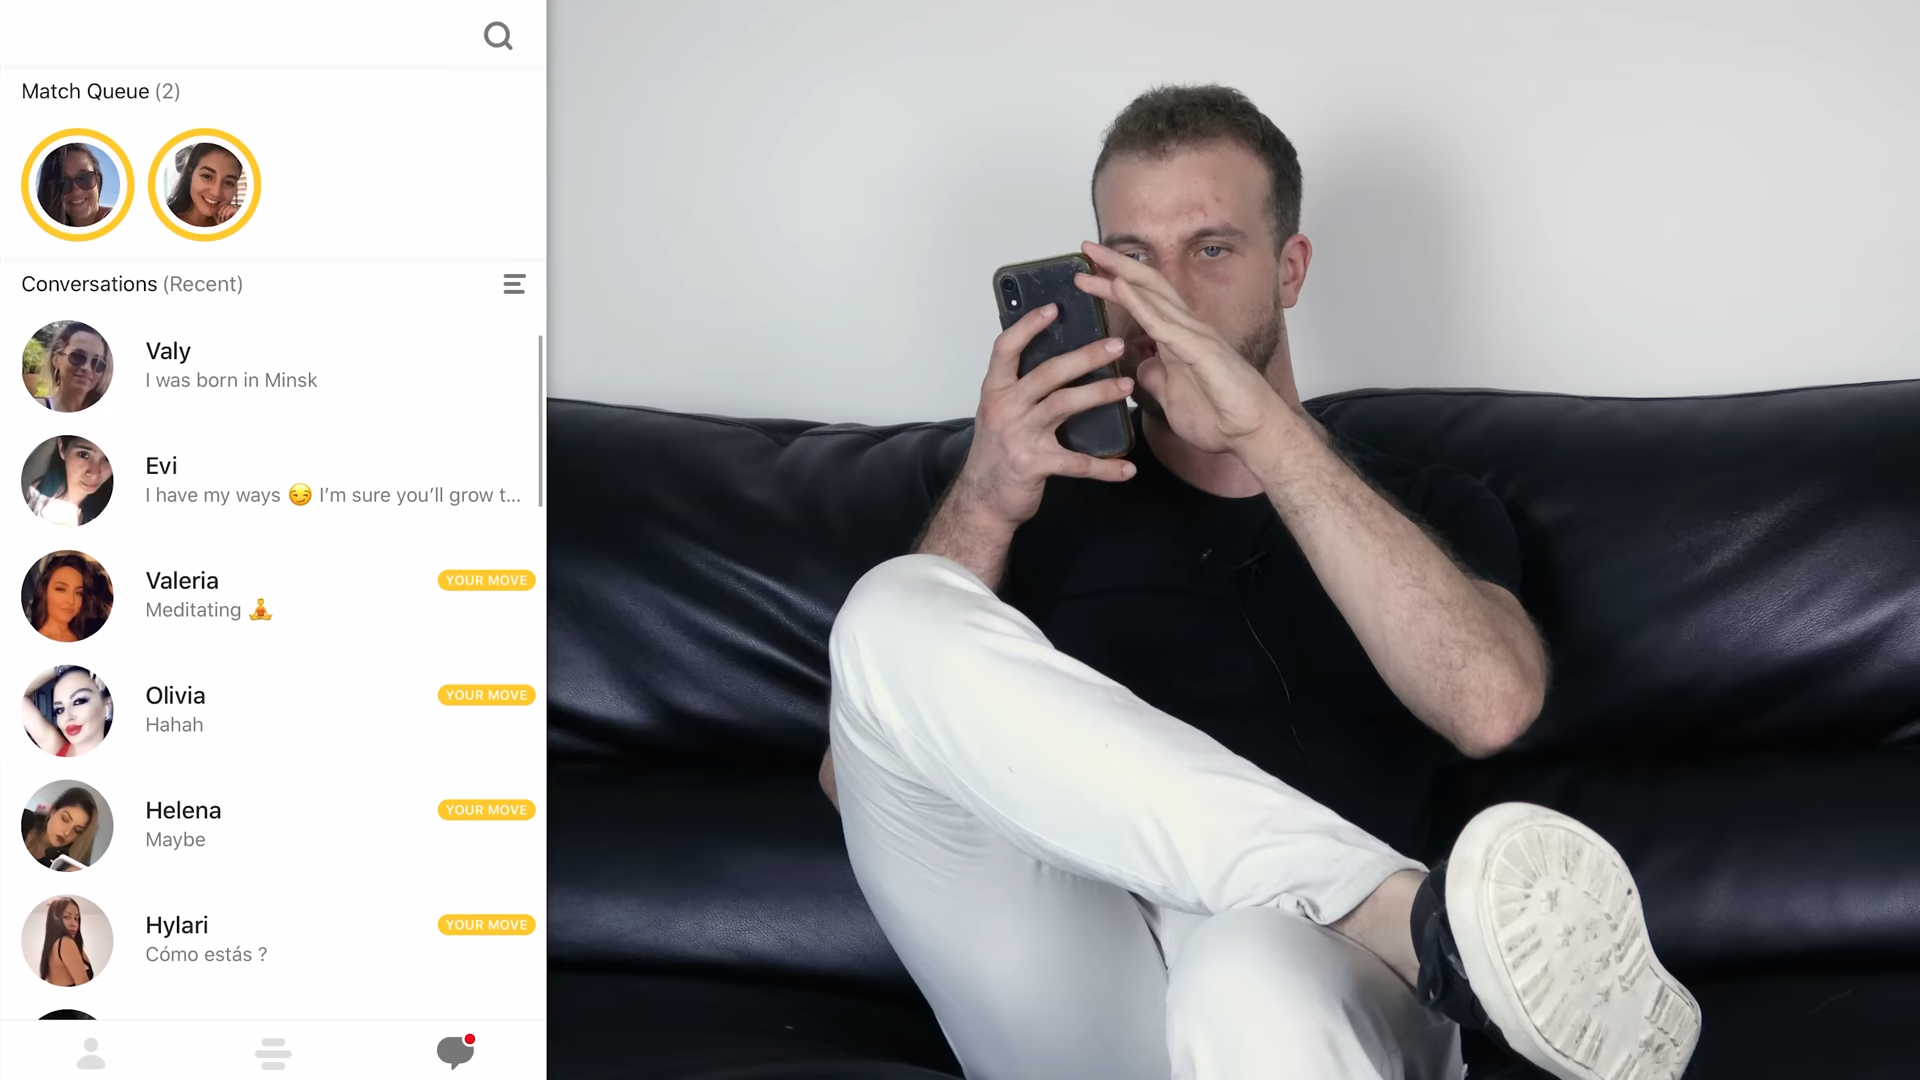 Match Queue (2)
Conversations (Recent)
Valy
I was born in Minsk
Evi
I have my ways 😏 I’m sure you’ll grow t...
Valeria
YOUR MOVE
Meditating 🧘
Olivia
YOUR MOVE
Hahah
Helena
YOUR MOVE
Maybe
Hylari
YOUR MOVE
Cómo estás ?